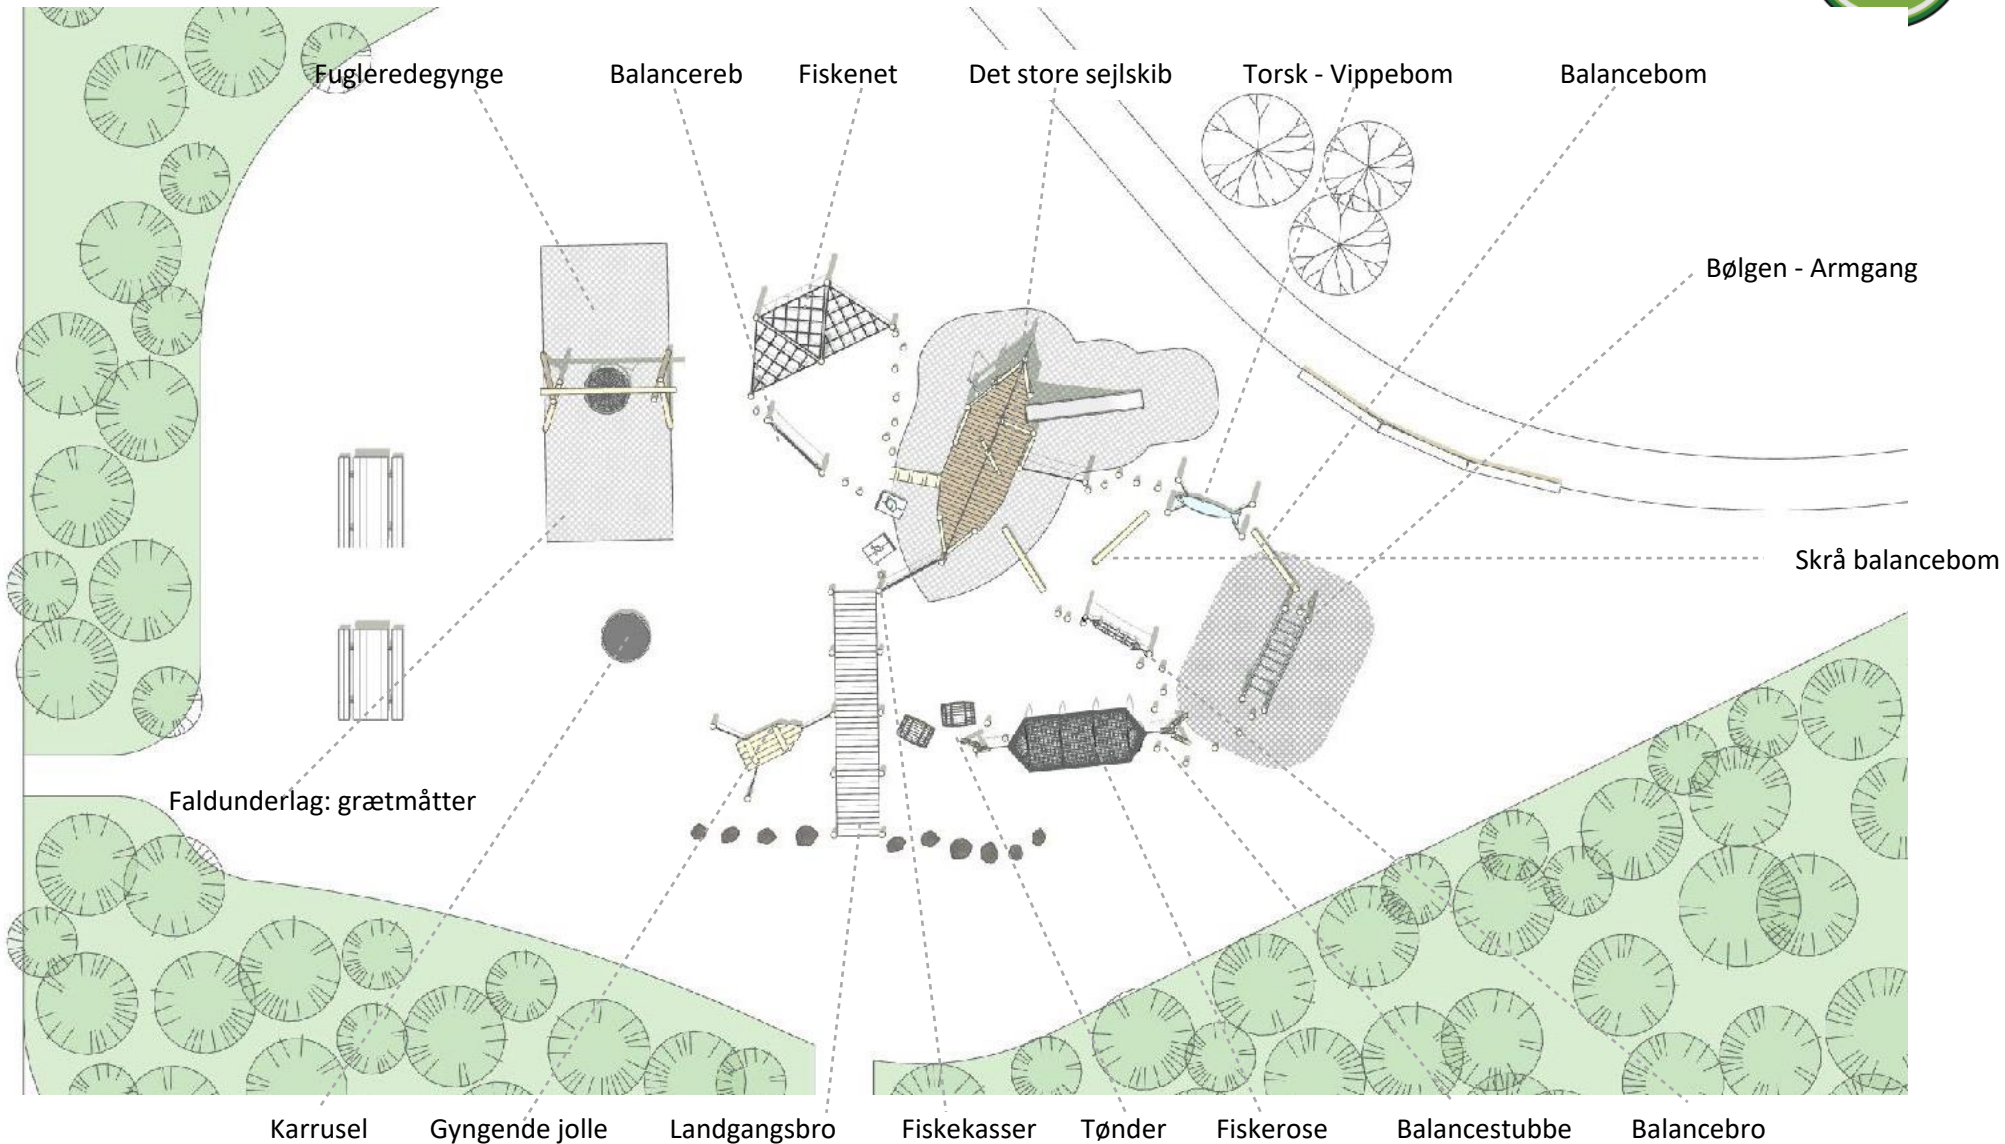 Fugleredegynge
Balancereb
Fiskenet
Det store sejlskib
Torsk - Vippebom
Balancebom
Bølgen - Armgang
Skrå balancebom
Faldunderlag: grætmåtter
Karrusel
Gyngende jolle
Landgangsbro
Fiskekasser
Tønder
Fiskerose
Balancestubbe
Balancebro